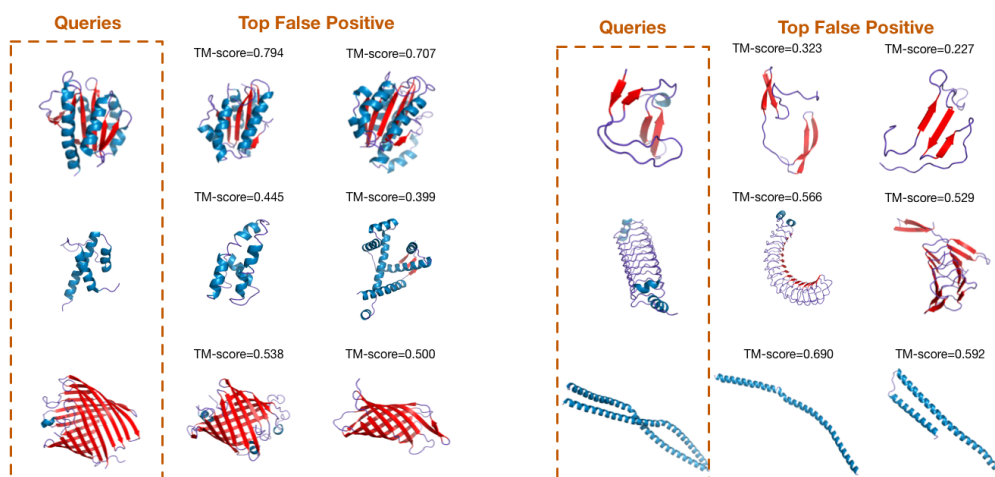 Queries
Top False Positive
TM-score=0.794
TM-score=0.707
TM-score=0.445
TM-score=0.399
TM-score=0.538
TM-score=0.500
Queries
Top False Positive
TM-score=0.323
TM-score=0.227
TM-score=0.566
TM-score=0.529
TM-score=0.690
TM-score=0.592